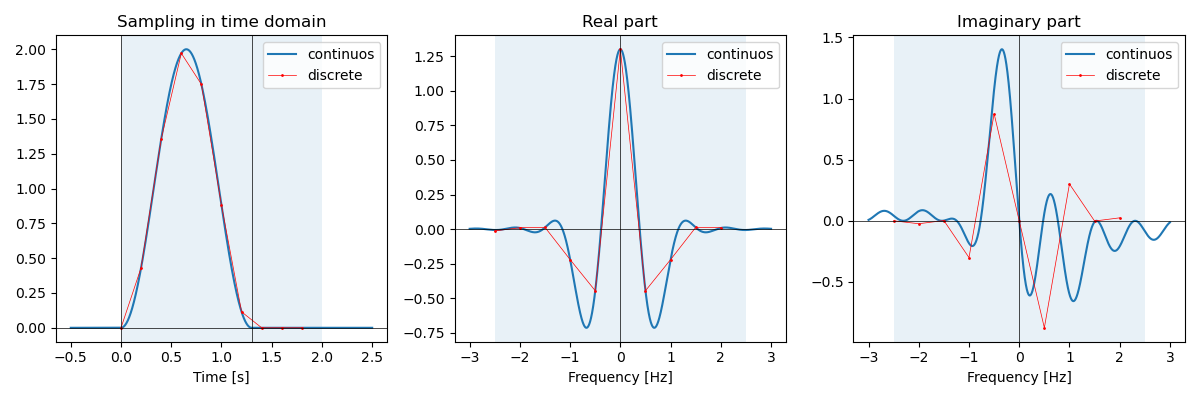 Sampling in time domain
continuos
discrete
2.00
1.75
1.50
1.25
1.00
0.75
0.50
0.25
0.00
−0.5 0.0 0.5 1.0 1.5 2.0 2.5
Time [s]
Real part
continuos
discrete
1.25
1.00
0.75
0.50
0.25
0.00
−0.25
−0.50
−0.75
−3 −2 −1 0 1 2 3
Frequency [Hz]
Imaginary part
continuos
discrete
1.5
1.0
0.5
0.0
−0.5
−3 −2 −1 0 1 2 3
Frequency [Hz]